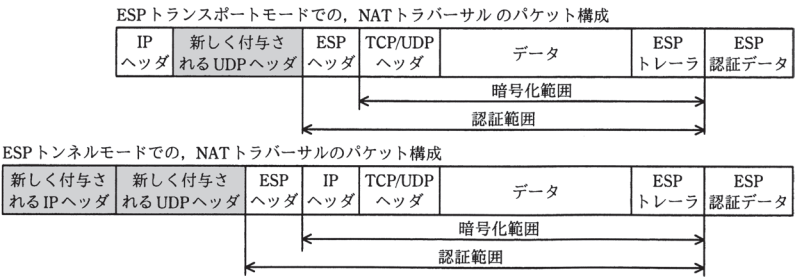 ESPトランスポートモードでの，NATトラバーサルのパケット構成
IP
ヘッダ
新しく付与さ
れるUDPヘッダ
ESP
ヘッダ
TCP/UDP
ヘッダ
データ
ESP
トレーラ
ESP
認証データ
暗号化範囲
認証範囲
ESPトンネルモードでの，NATトラバーサルのパケット構成
新しく付与さ
れるIPヘッダ
新しく付与さ
れるUDPヘッダ
ESP
ヘッダ
IP
ヘッダ
TCP/UDP
ヘッダ
データ
ESP
トレーラ
ESP
認証データ
暗号化範囲
認証範囲